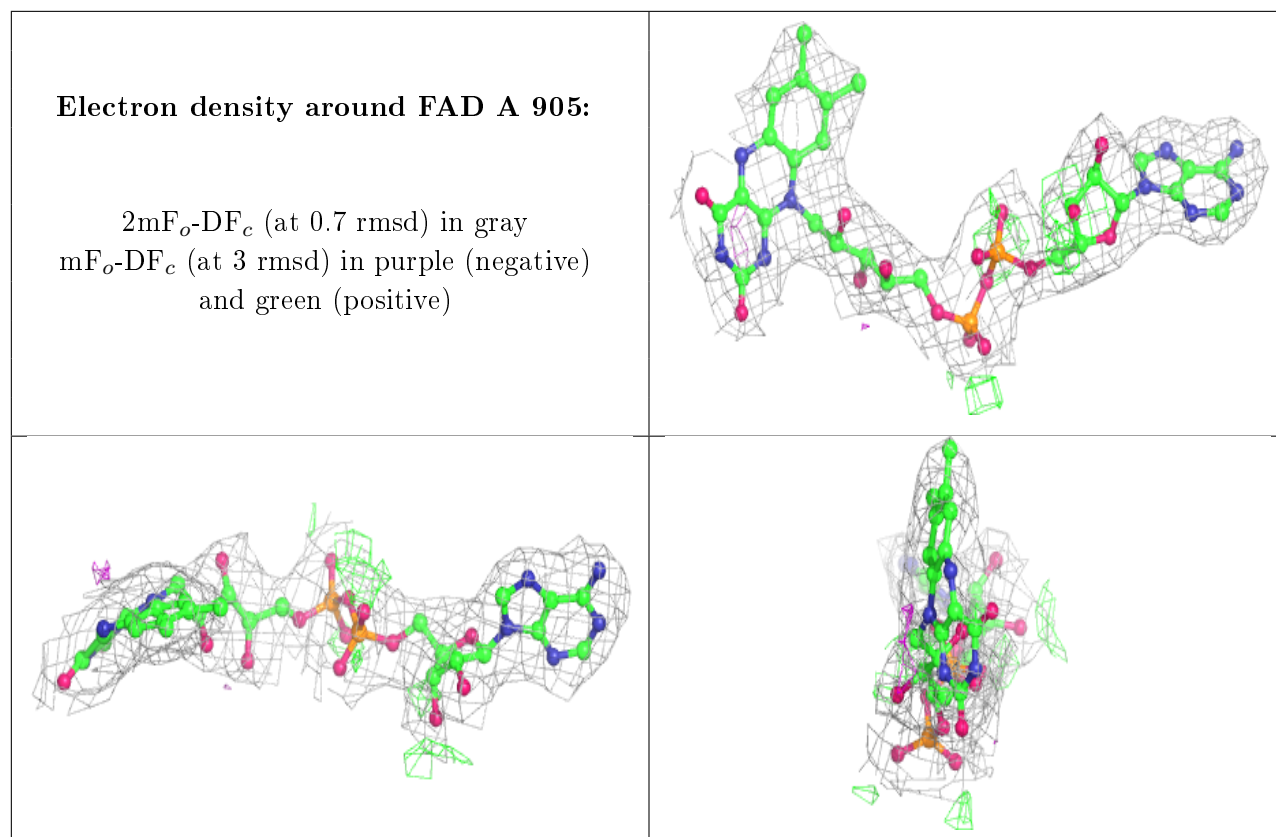 Electron density around FAD A 905:
2mFo-DFc (at 0.7 rmsd) in gray
mFo-DFc (at 3 rmsd) in purple (negative)
and green (positive)